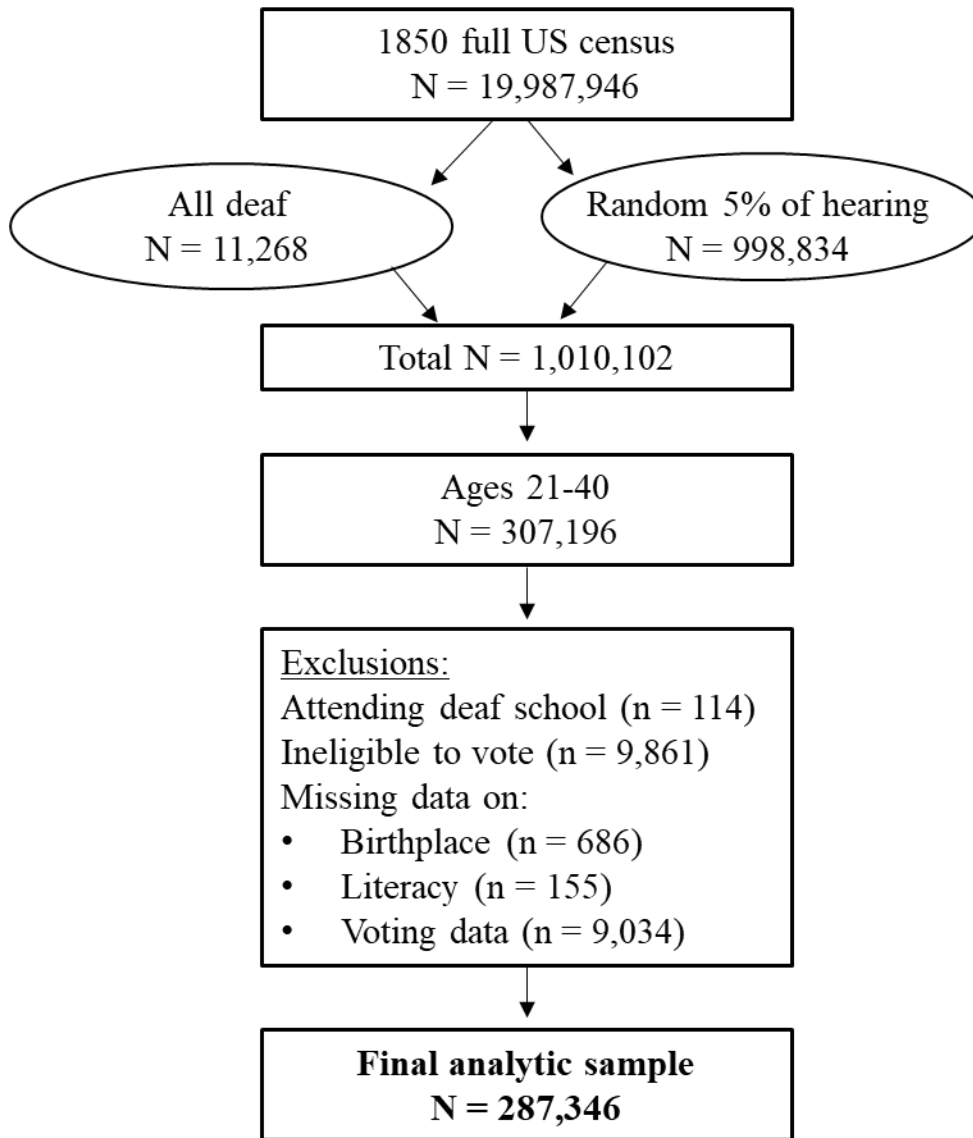 1850 full US census
N = 19,987,946
All deaf
N = 11,268
Random 5% of hearing
N = 998,834
Total N = 1,010,102
Ages 21-40
N = 307,196
Exclusions:
Attending deaf school (n = 114)
Ineligible to vote (n = 9,861)
Missing data on:
• Birthplace (n = 686)
• Literacy (n = 155)
• Voting data (n = 9,034)
Final analytic sample
N = 287,346